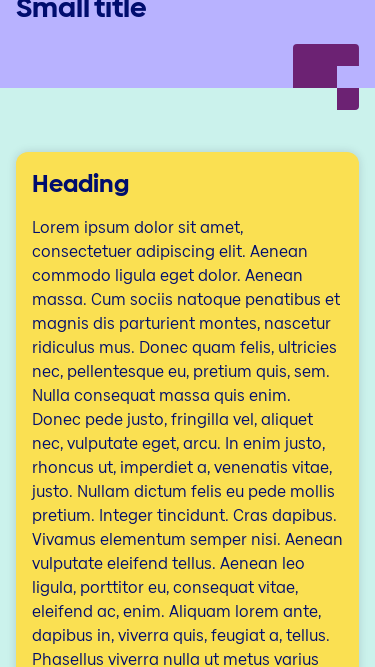 Small title
Heading
Lorem ipsum dolor sit amet,
consectetuer adipiscing elit. Aenean
commodo ligula eget dolor. Aenean
massa. Cum sociis natoque penatibus et
magnis dis parturient montes, nascetur
ridiculus mus. Donec quam felis, ultricies
nec, pellentesque eu, pretium quis, sem.
Nulla consequat massa quis enim.
Donec pede justo, fringilla vel, aliquet
nec, vulputate eget, arcu. In enim justo,
rhoncus ut, imperdiet a, venenatis vitae,
justo. Nullam dictum felis eu pede mollis
pretium. Integer tincidunt. Cras dapibus.
Vivamus elementum semper nisi. Aenean
vulputate eleifend tellus. Aenean leo
ligula, porttitor eu, consequat vitae,
eleifend ac, enim. Aliquam lorem ante,
dapibus in, viverra quis, feugiat a, tellus.
Phasellus viverra nulla ut metus varius